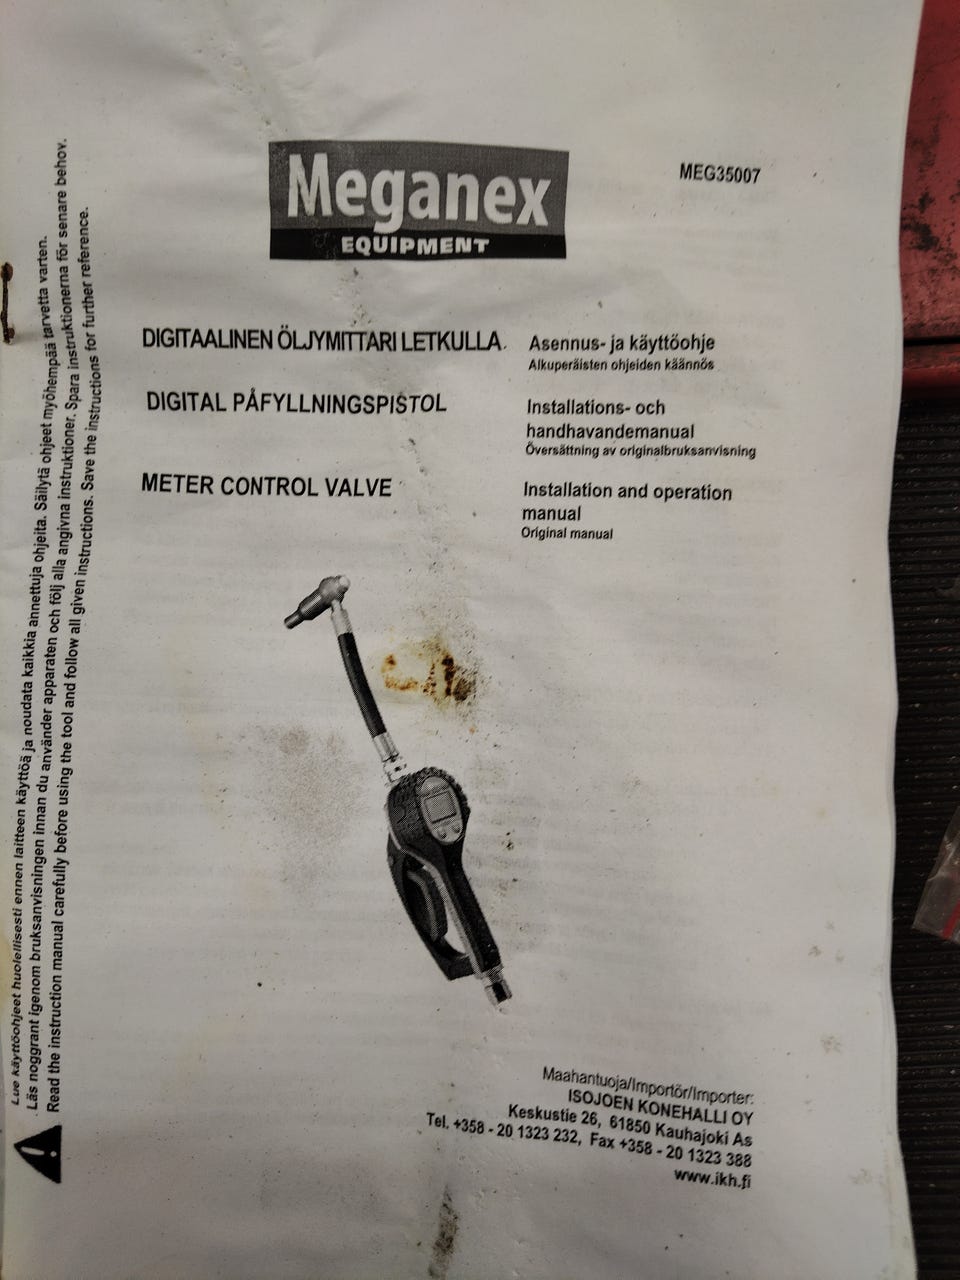 Meganex
EQUIPMENT
MEG35007
DIGITAALINEN ÖLJYMITTARI LETKULLA
Asennus- ja käyttöohje
Alkuperäisten ohjeiden käännös
DIGITAL PÅFYLLNINGSPISTOL
Installations- och
handhavandemanual
Översättning av originalbruksanvisning
METER CONTROL VALVE
Installation and operation
manual
Original manual
Lue käyttöohjeet huolellisesti ennen laitteen käyttöä ja noudata kaikkia annettuja ohjeita. Säilytä ohjeet myöhempää tarvetta varten.
Läs noggrant igenom bruksanvisningen innan du använder apparaten och följ alla angivna instruktioner. Spara instruktionerna för senare behov.
Read the instruction manual carefully before using the tool and follow all given instructions. Save the instructions for further reference.
Maahantuoja/Importör/Importer:
ISOJOEN KONEHALLI OY
Keskustie 26, 61850 Kauhajoki As
Tel. +358 - 20 1323 232, Fax +358 - 20 1323 388
www.ikh.fi